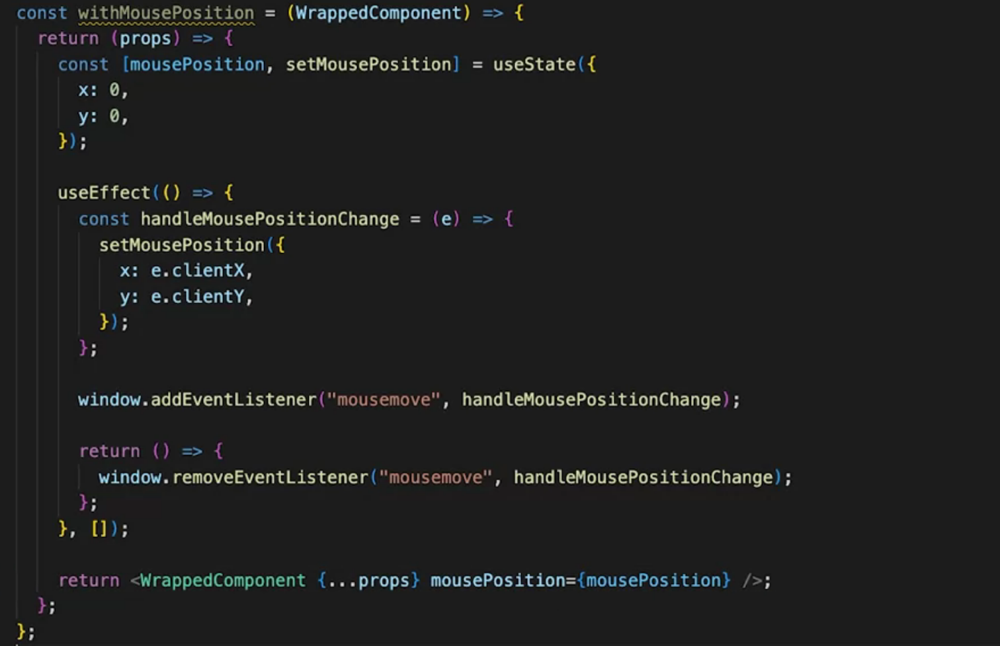 const withMousePosition = (WrappedComponent) => {
  return (props) => {
    const [mousePosition, setMousePosition] = useState({
      x: 0,
      y: 0,
    });

    useEffect(() => {
      const handleMousePositionChange = (e) => {
        setMousePosition({
          x: e.clientX,
          y: e.clientY,
        });
      };

      window.addEventListener("mousemove", handleMousePositionChange);

      return () => {
        window.removeEventListener("mousemove", handleMousePositionChange);
      };
    }, []);

    return <WrappedComponent {...props} mousePosition={mousePosition} />;
  };
};